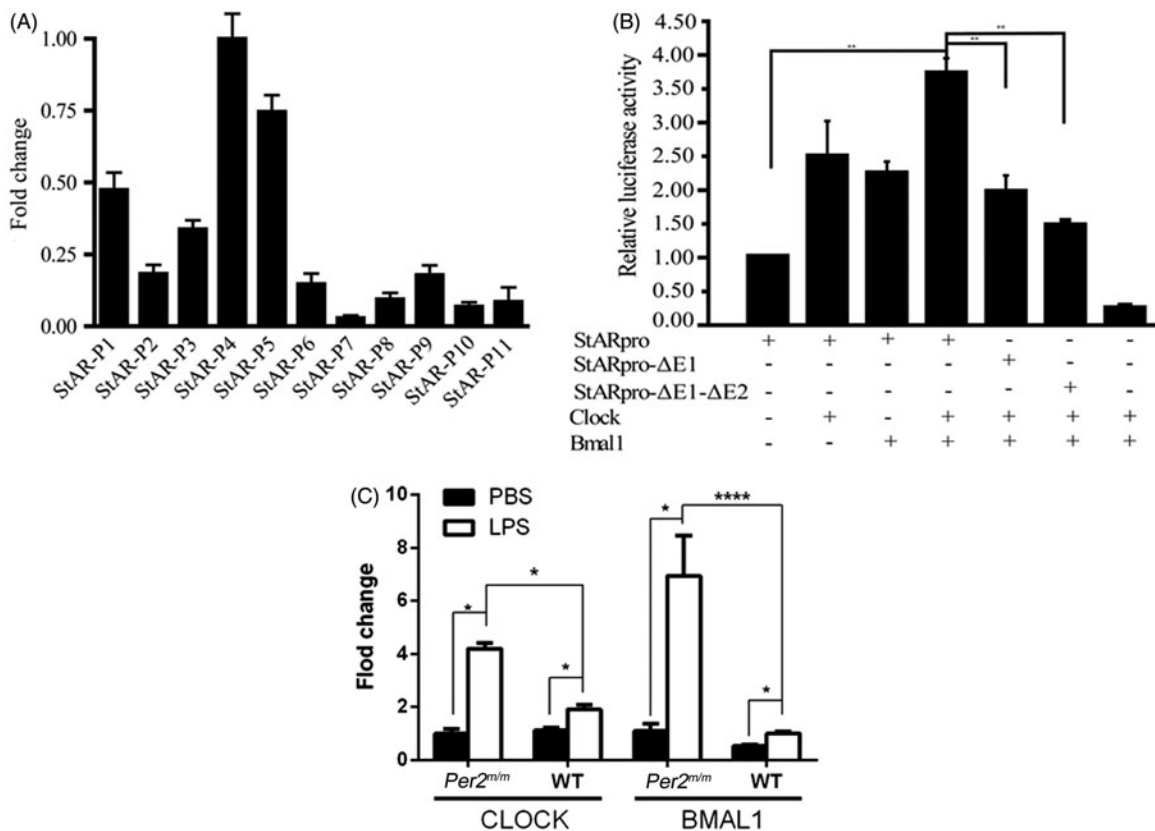 (A)
1.00
0.75
0.50
0.25
0.00
Fold change
StAR-P1
StAR-P2
StAR-P3
StAR-P4
StAR-P5
StAR-P6
StAR-P7
StAR-P8
StAR-P9
StAR-P10
StAR-P11
(B)
4.50
4.00
3.50
3.00
2.50
2.00
1.50
1.00
0.50
0.00
Relative luciferase activity
** ** **
StARpro + + + + - - -
StARpro-ΔE1 - - - - + - -
StARpro-ΔE1-ΔE2 - - - - - + -
Clock - + - + + + +
Bmal1 - - + + + + +
(C)
10
8
6
4
2
0
Flod change
PBS
LPS
* * * * **** *
Per2m/m WT Per2m/m WT
CLOCK BMAL1